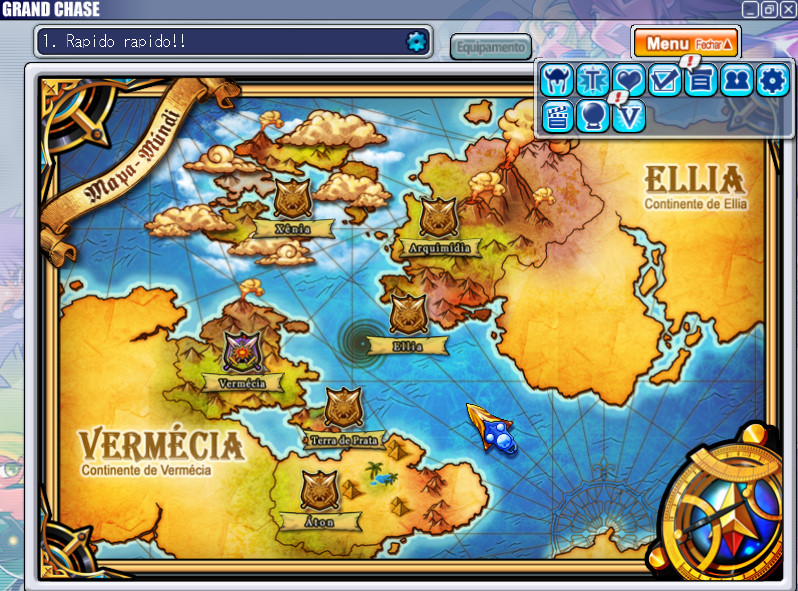 GRAND CHASE
1. Rapido rapido!!
Equipamento
Menu Fechar
Mapa-Múndi
ELLIA
Continente de Ellia
Xênia
Arquimídia
Ellia
Vermécia
Terra de Prata
VERMÉCIA
Continente de Vermécia
Áton